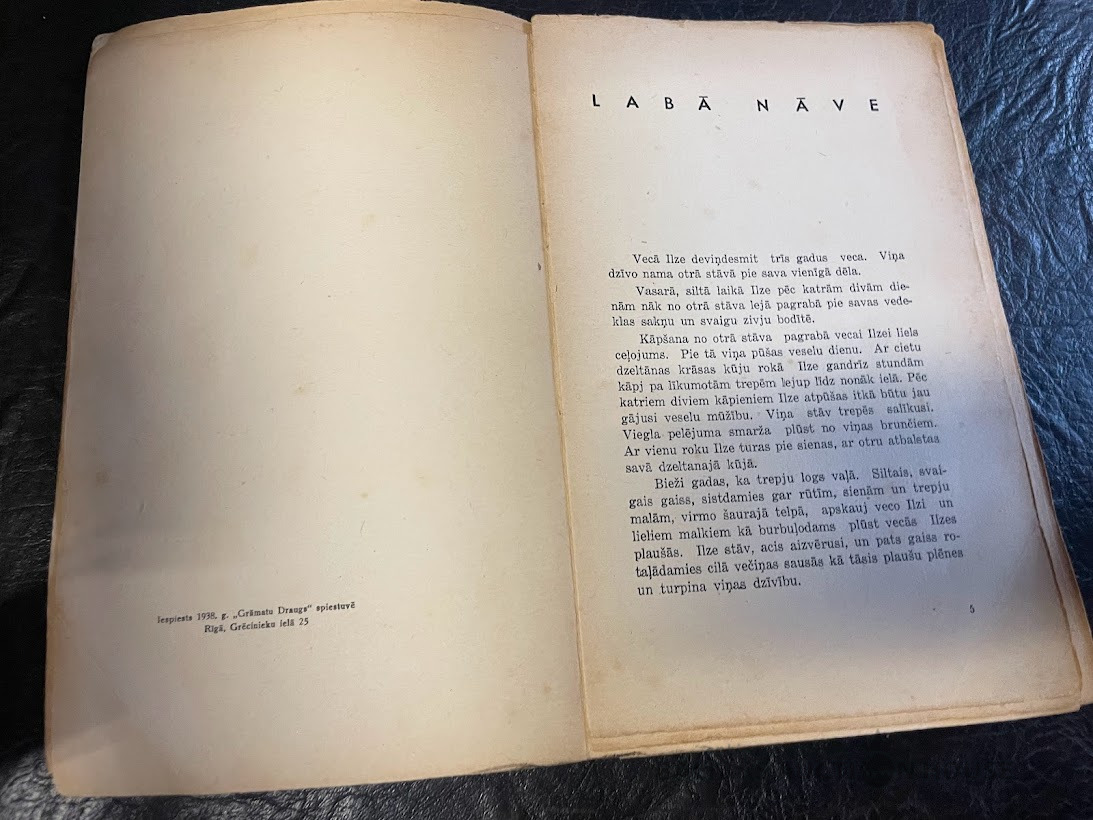 Iespiests 1938. g. „Grāmatu Draugs" spiestuvē
Rīgā, Grēcinieku ielā 25
LABĀ NĀVE
Vecā Ilze deviņdesmit trīs gadus veca. Viņa
dzīvo nama otrā stāvā pie sava vienīgā dēla.
Vasarā, siltā laikā Ilze pēc katrām divām die-
nām nāk no otrā stāva lejā pagrabā pie savas vede-
klas sakņu un svaigu zivju bodītē.
Kāpšana no otrā stāva pagrabā vecai Ilzei liels
ceļojums. Pie tā viņa pūšas veselu dienu. Ar cietu
dzeltānas krāsas kūju rokā Ilze gandrīz stundām
kāpj pa līkumotām trepēm lejup līdz nonāk ielā. Pēc
katriem diviem kāpieniem Ilze atpūšas itkā būtu jau
gājusi veselu mūžību. Viņa stāv trepēs salīkusi.
Viegla pelējuma smarža plūst no viņas brunčiem.
Ar vienu roku Ilze turas pie sienas, ar otru atbalstas
savā dzeltanajā kūjā.
Bieži gadas, ka trepju logs vaļā. Siltais, svai-
gais gaiss, sistdamies gar rūtīm, sienām un trepju
malām, virmo šaurajā telpā, apskauj veco Ilzi un
lieliem malkiem kā burbuļodams plūst vecās Ilzes
plaušās. Ilze stāv, acis aizvērusi, un pats gaiss ro-
taļādamies cilā večiņas sausās kā tāsis plaušu plēnes
un turpina viņas dzīvību.
5